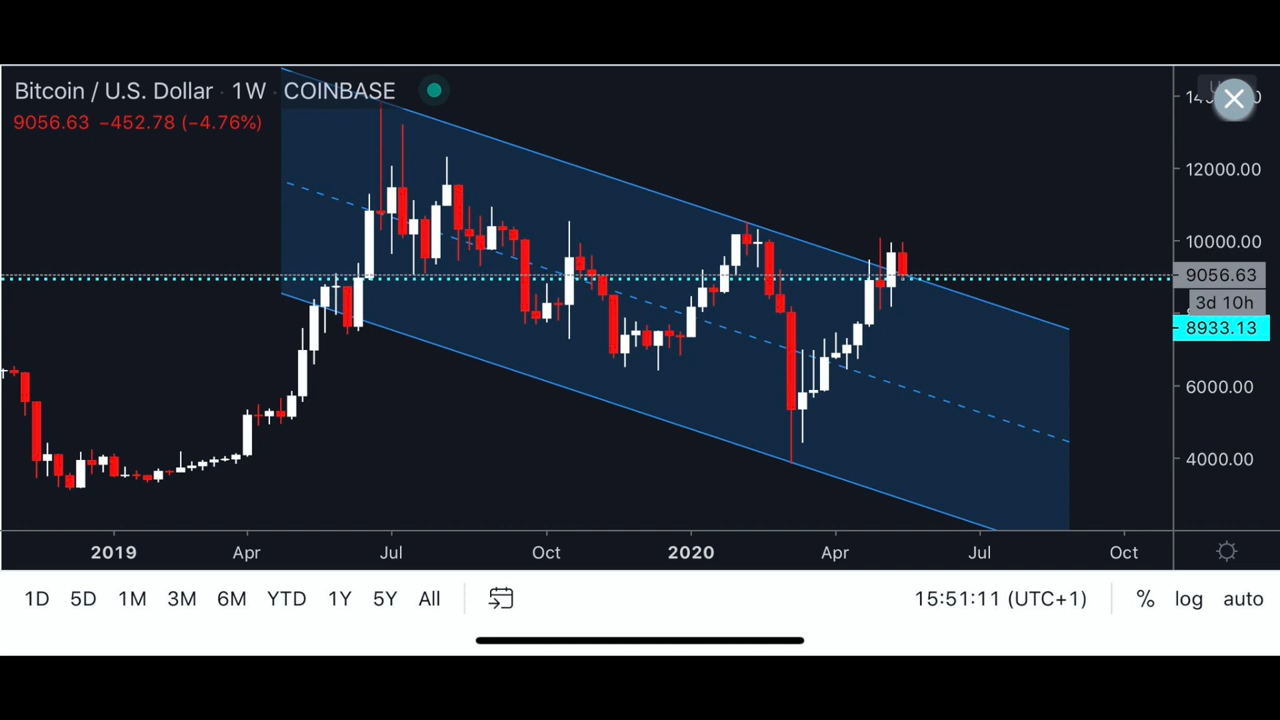 Bitcoin / U.S. Dollar · 1W · COINBASE
9056.63 −452.78 (−4.76%)
12000.00
10000.00
9056.63
3d 10h
8933.13
6000.00
4000.00
2019 Apr Jul Oct 2020 Apr Jul Oct
1D 5D 1M 3M 6M YTD 1Y 5Y All 15:51:11 (UTC+1) % log auto